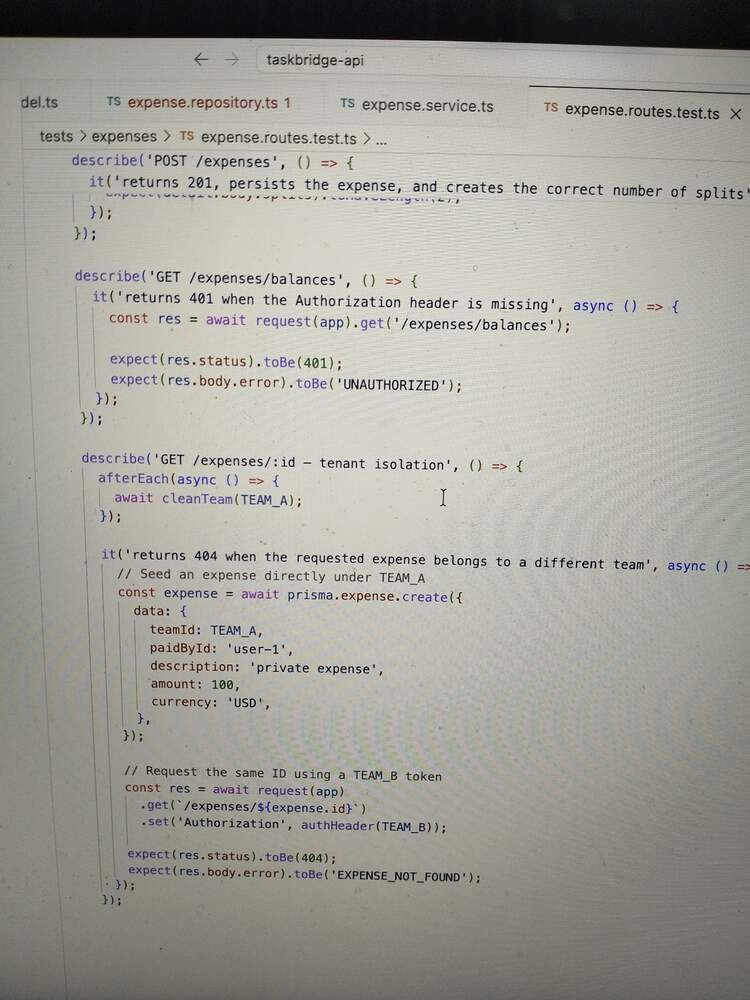 ← → taskbridge-api
del.ts TS expense.repository.ts 1 TS expense.service.ts TS expense.routes.test.ts ×
tests > expenses > TS expense.routes.test.ts > ...
describe('POST /expenses', () => {
it('returns 201, persists the expense, and creates the correct number of splits'
});
});
describe('GET /expenses/balances', () => {
it('returns 401 when the Authorization header is missing', async () => {
const res = await request(app).get('/expenses/balances');
expect(res.status).toBe(401);
expect(res.body.error).toBe('UNAUTHORIZED');
});
});
describe('GET /expenses/:id – tenant isolation', () => {
afterEach(async () => {
await cleanTeam(TEAM_A);
});
it('returns 404 when the requested expense belongs to a different team', async () =>
// Seed an expense directly under TEAM_A
const expense = await prisma.expense.create({
data: {
teamId: TEAM_A,
paidById: 'user-1',
description: 'private expense',
amount: 100,
currency: 'USD',
},
});
// Request the same ID using a TEAM_B token
const res = await request(app)
.get(`/expenses/${expense.id}`)
.set('Authorization', authHeader(TEAM_B));
expect(res.status).toBe(404);
expect(res.body.error).toBe('EXPENSE_NOT_FOUND');
});
});